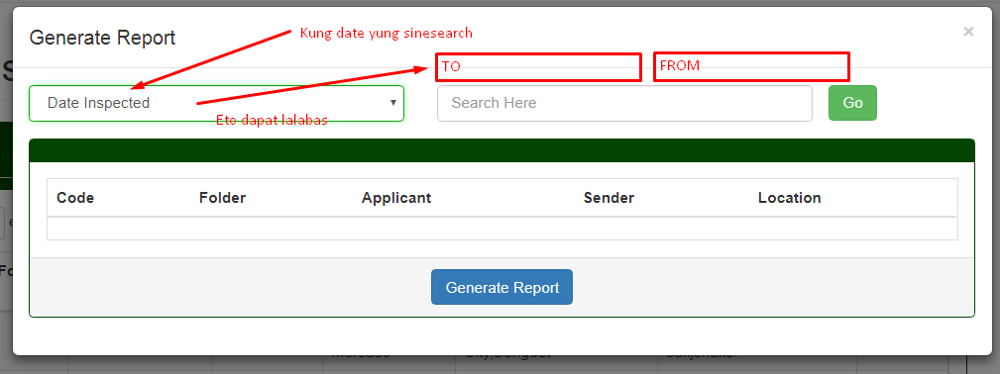 Generate Report
×
Kung date yung sinesearch
TO
FROM
Date Inspected
Search Here
Go
Eto dapat lalabas
Code Folder Applicant Sender Location
Generate Report